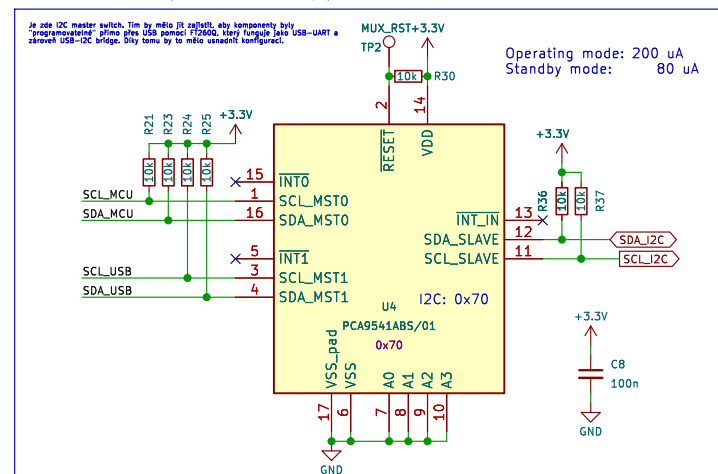 Je zde I2C master switch. Tím by mělo jít zajistit, aby komponenty byly
"programovatelné" přímo přes USB pomocí FT260Q, který funguje jako USB-UART a
zároveň USB-I2C bridge. Díky tomu by to mělo usnadnit konfiguraci.
MUX_RST
+3.3V
TP2
10k
R30
Operating mode: 200 uA
Standby mode: 80 uA
2
14
RESET
VDD
R21
R23
R24
R25
+3.3V
10k
10k
10k
10k
+3.3V
R36
10k
10k
R37
SCL_MCU
SDA_MCU
SCL_USB
SDA_USB
15
INT0
1
SCL_MST0
16
SDA_MST0
5
INT1
3
SCL_MST1
4
SDA_MST1
INT_IN
13
SDA_SLAVE
12
SDA_I2C
SCL_SLAVE
11
SCL_I2C
I2C: 0x70
U4
PCA9541ABS/01
0x70
VSS_pad
VSS
A0
A1
A2
A3
17
6
7
8
9
10
GND
+3.3V
C8
100n
GND